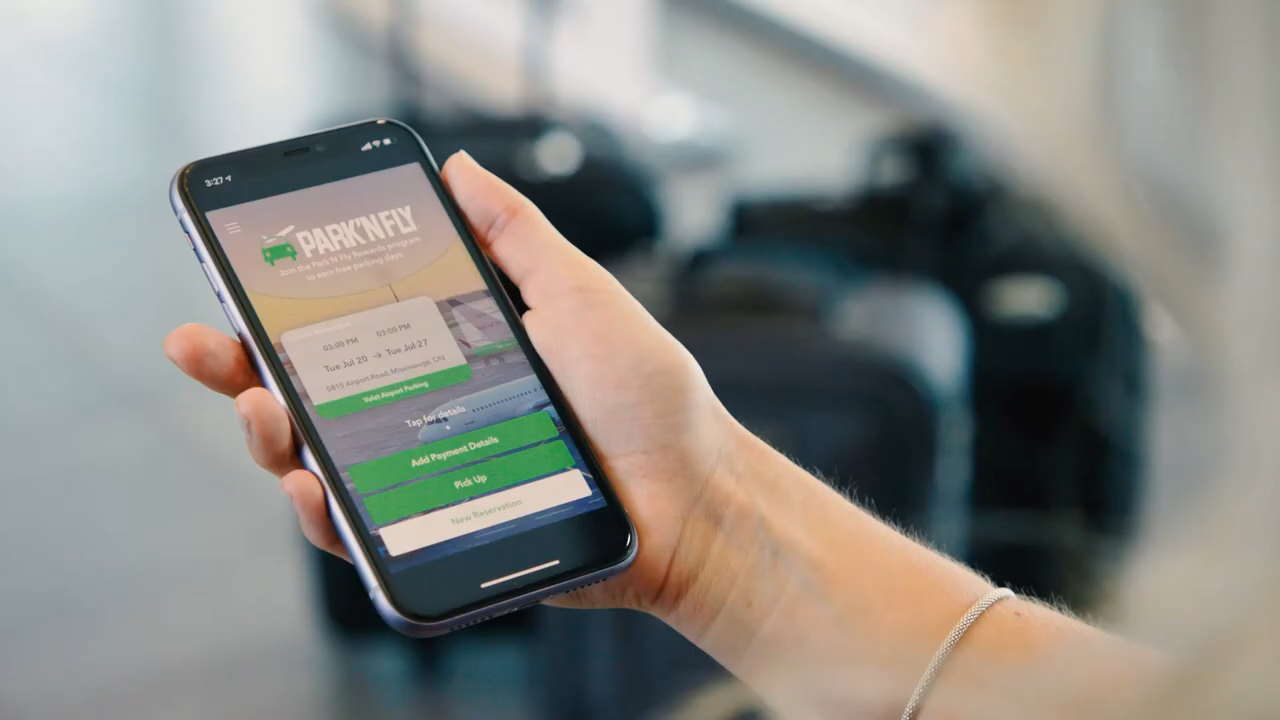 3:27
PARK'N FLY
Join the Park'N Fly Rewards program
to earn free parking days.
03:00 PM 03:00 PM
Tue Jul 20 → Tue Jul 27
5815 Airport Road, Mississauga, ON
Valet Airport Parking
Tap for details
Add Payment Details
Pick Up
New Reservation